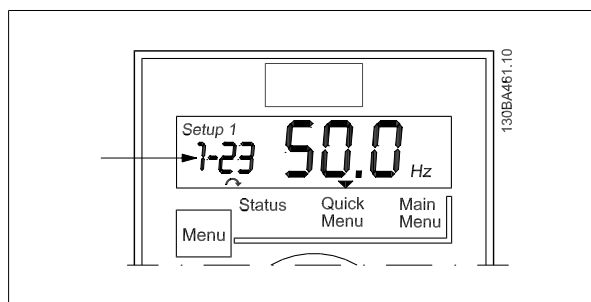 130BA461.10
Setup 1
1-23 50.0 Hz
Status Quick Menu Main Menu
Menu